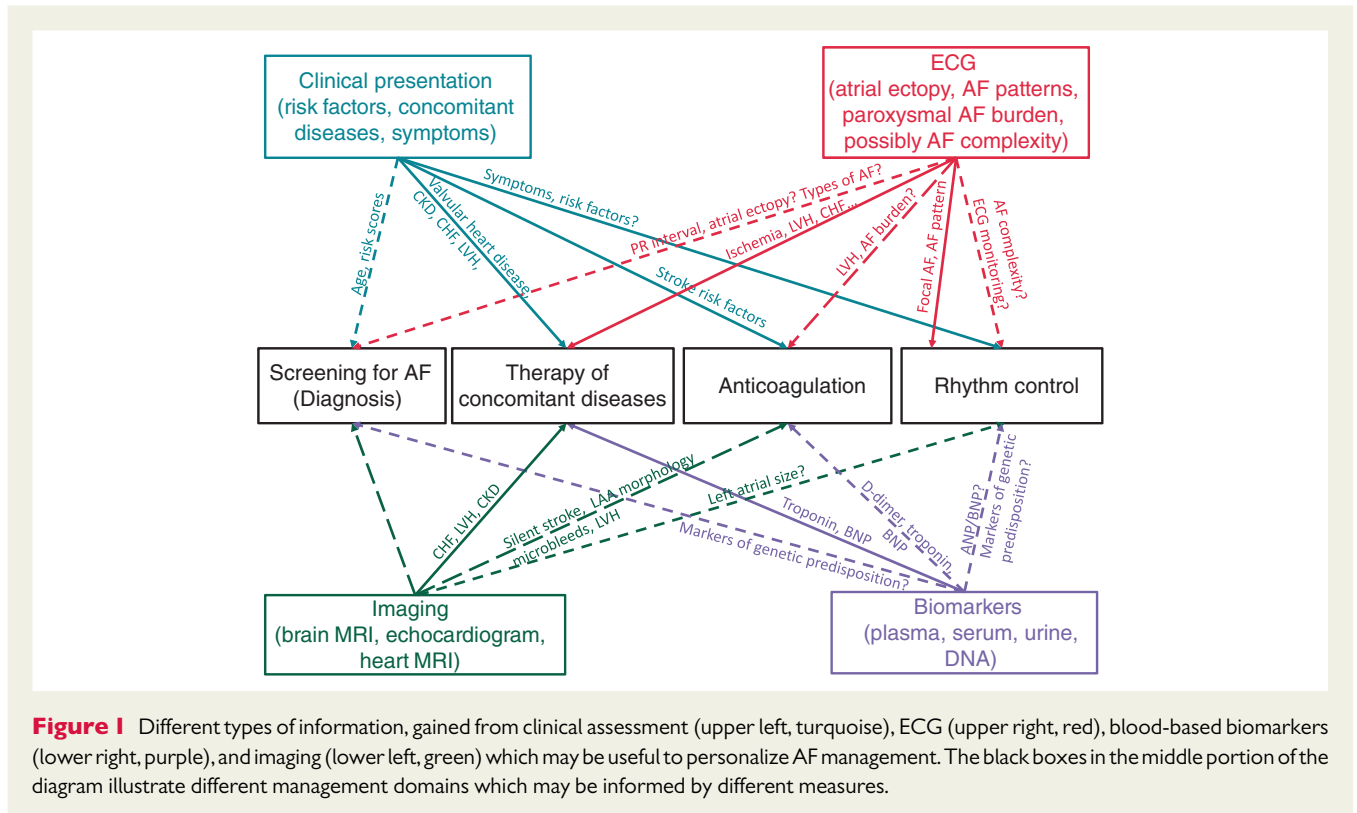 Clinical presentation
(risk factors, concomitant
diseases, symptoms)
ECG
(atrial ectopy, AF patterns,
paroxysmal AF burden,
possibly AF complexity)
Age, risk scores
Valvular heart disease,
CKD, CHF, LVH,
Symptoms, risk factors?
Stroke risk factors
PR interval, atrial ectopy? Types of AF?
Ischemia, LVH, CHF...
LVH, AF burden?
Focal AF, AF pattern
AF complexity?
ECG monitoring?
Screening for AF
(Diagnosis)
Therapy of
concomitant diseases
Anticoagulation
Rhythm control
CHF, LVH, CKD
Silent stroke, LAA morphology
microbleeds, LVH
Left atrial size?
Markers of genetic predisposition?
Troponin, BNP
D-dimer, troponin,
BNP
ANP/BNP?
Markers of genetic
predisposition?
Imaging
(brain MRI, echocardiogram,
heart MRI)
Biomarkers
(plasma, serum, urine,
DNA)
Figure 1 Different types of information, gained from clinical assessment (upper left, turquoise), ECG (upper right, red), blood-based biomarkers
(lower right, purple), and imaging (lower left, green) which may be useful to personalize AF management. The black boxes in the middle portion of the
diagram illustrate different management domains which may be informed by different measures.